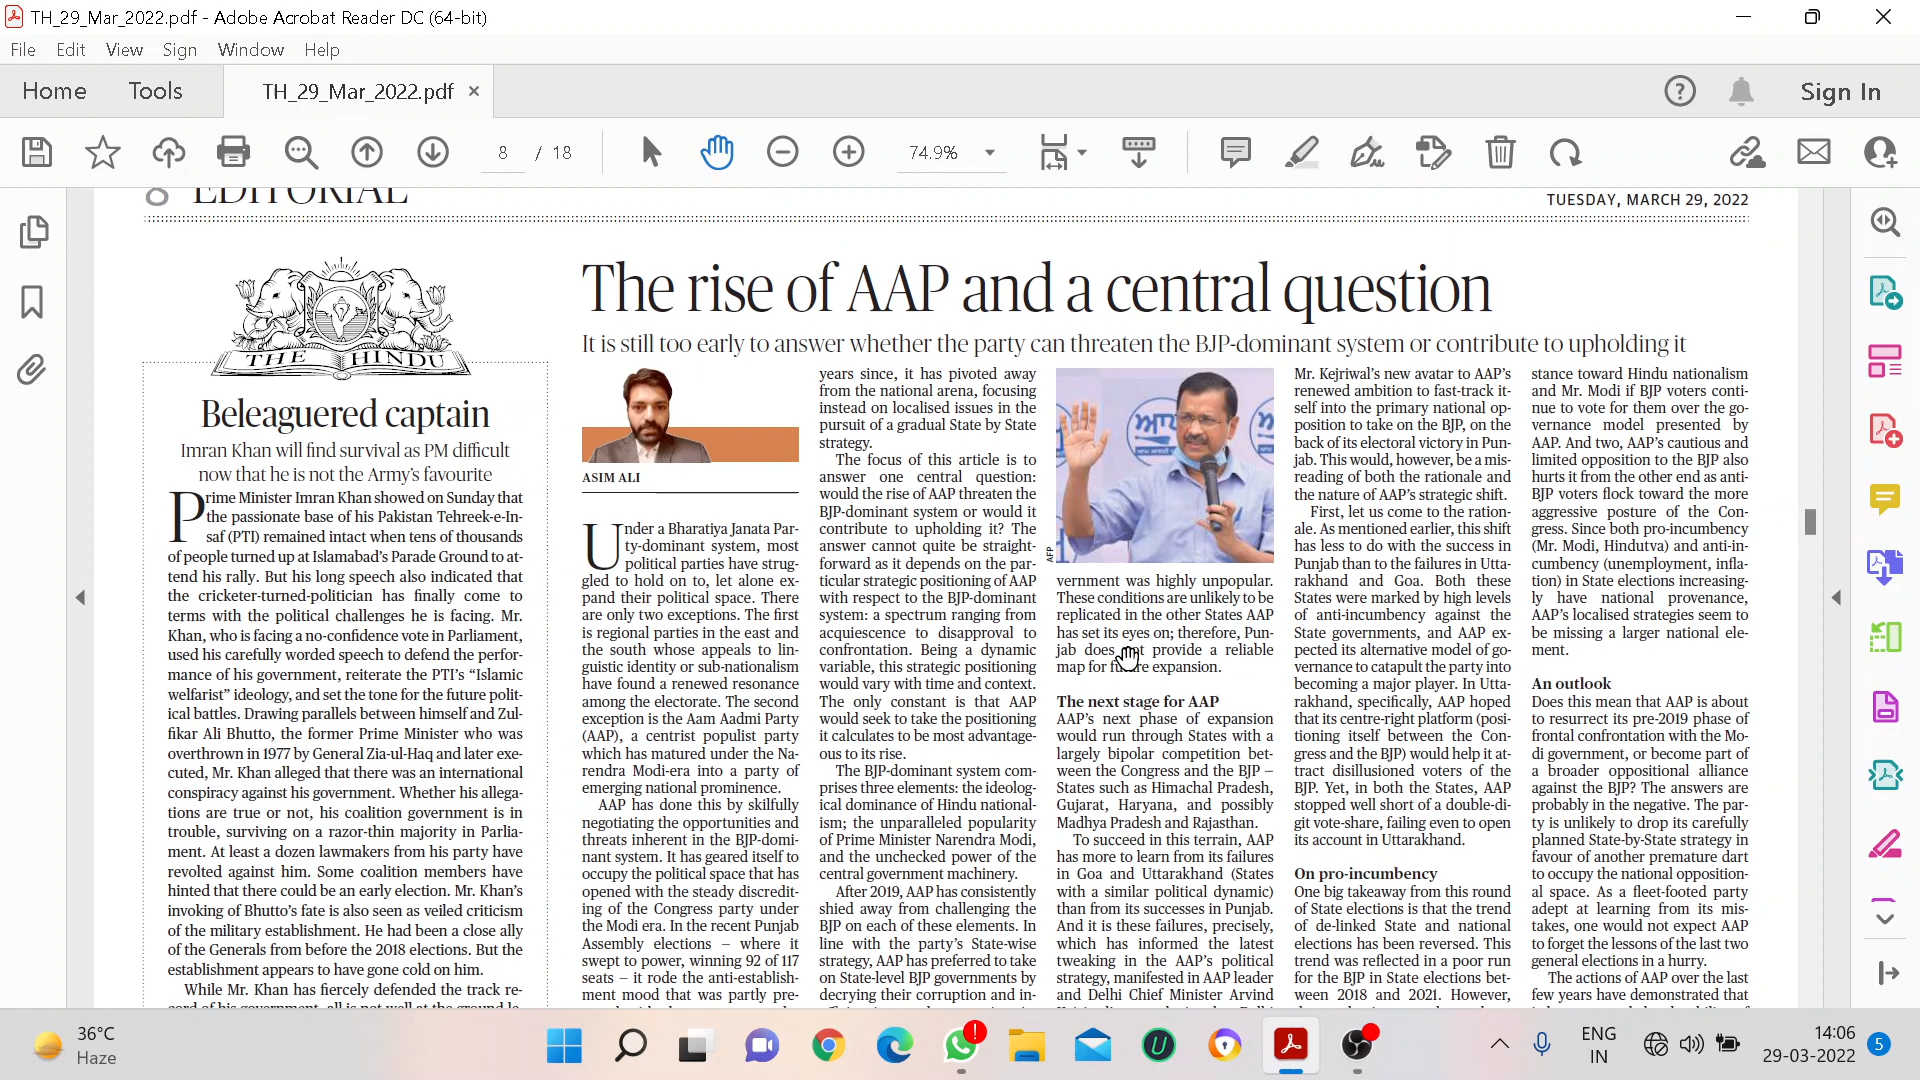 TH_29_Mar_2022.pdf - Adobe Acrobat Reader DC (64-bit)
File Edit View Sign Window Help
Home Tools TH_29_Mar_2022.pdf × Sign In
8 / 18 74.9%
8 EDITORIAL
TUESDAY, MARCH 29, 2022
THE HINDU
Beleaguered captain
Imran Khan will find survival as PM difficult
now that he is not the Army's favourite
Prime Minister Imran Khan showed on Sunday that
the passionate base of his Pakistan Tehreek-e-In-
saf (PTI) remained intact when tens of thousands
of people turned up at Islamabad's Parade Ground to at-
tend his rally. But his long speech also indicated that
the cricketer-turned-politician has finally come to
terms with the political challenges he is facing. Mr.
Khan, who is facing a no-confidence vote in Parliament,
used his carefully worded speech to defend the perfor-
mance of his government, reiterate the PTI's “Islamic
welfarist” ideology, and set the tone for the future polit-
ical battles. Drawing parallels between himself and Zul-
fikar Ali Bhutto, the former Prime Minister who was
overthrown in 1977 by General Zia-ul-Haq and later exe-
cuted, Mr. Khan alleged that there was an international
conspiracy against his government. Whether his allega-
tions are true or not, his coalition government is in
trouble, surviving on a razor-thin majority in Parlia-
ment. At least a dozen lawmakers from his party have
revolted against him. Some coalition members have
hinted that there could be an early election. Mr. Khan's
invoking of Bhutto's fate is also seen as veiled criticism
of the military establishment. He had been a close ally
of the Generals from before the 2018 elections. But the
establishment appears to have gone cold on him.
While Mr. Khan has fiercely defended the track re-
The rise of AAP and a central question
It is still too early to answer whether the party can threaten the BJP-dominant system or contribute to upholding it
ASIM ALI
Under a Bharatiya Janata Par-
ty-dominant system, most
political parties have strug-
gled to hold on to, let alone ex-
pand their political space. There
are only two exceptions. The first
is regional parties in the east and
the south whose appeals to lin-
guistic identity or sub-nationalism
have found a renewed resonance
among the electorate. The second
exception is the Aam Aadmi Party
(AAP), a centrist populist party
which has matured under the Na-
rendra Modi-era into a party of
emerging national prominence.
AAP has done this by skilfully
negotiating the opportunities and
threats inherent in the BJP-domi-
nant system. It has geared itself to
occupy the political space that has
opened with the steady discredit-
ing of the Congress party under
the Modi era. In the recent Punjab
Assembly elections – where it
swept to power, winning 92 of 117
seats – it rode the anti-establish-
ment mood that was partly pre-
years since, it has pivoted away
from the national arena, focusing
instead on localised issues in the
pursuit of a gradual State by State
strategy.
The focus of this article is to
answer one central question:
would the rise of AAP threaten the
BJP-dominant system or would it
contribute to upholding it? The
answer cannot quite be straight-
forward as it depends on the par-
ticular strategic positioning of AAP
with respect to the BJP-dominant
system: a spectrum ranging from
acquiescence to disapproval to
confrontation. Being a dynamic
variable, this strategic positioning
would vary with time and context.
The only constant is that AAP
would seek to take the positioning
it calculates to be most advantage-
ous to its rise.
The BJP-dominant system com-
prises three elements: the ideolog-
ical dominance of Hindu national-
ism; the unparalleled popularity
of Prime Minister Narendra Modi,
and the unchecked power of the
central government machinery.
After 2019, AAP has consistently
shied away from challenging the
BJP on each of these elements. In
line with the party's State-wise
strategy, AAP has preferred to take
on State-level BJP governments by
decrying their corruption and in-
AFP
vernment was highly unpopular.
These conditions are unlikely to be
replicated in the other States AAP
has set its eyes on; therefore, Pun-
jab does provide a reliable
map for expansion.
The next stage for AAP
AAP's next phase of expansion
would run through States with a
largely bipolar competition bet-
ween the Congress and the BJP –
States such as Himachal Pradesh,
Gujarat, Haryana, and possibly
Madhya Pradesh and Rajasthan.
To succeed in this terrain, AAP
has more to learn from its failures
in Goa and Uttarakhand (States
with a similar political dynamic)
than from its successes in Punjab.
And it is these failures, precisely,
which has informed the latest
tweaking in the AAP's political
strategy, manifested in AAP leader
and Delhi Chief Minister Arvind
Mr. Kejriwal's new avatar to AAP's
renewed ambition to fast-track it-
self into the primary national op-
position to take on the BJP, on the
back of its electoral victory in Pun-
jab. This would, however, be a mis-
reading of both the rationale and
the nature of AAP's strategic shift.
First, let us come to the ration-
ale. As mentioned earlier, this shift
has less to do with the success in
Punjab than to the failures in Utta-
rakhand and Goa. Both these
States were marked by high levels
of anti-incumbency against the
State governments, and AAP ex-
pected its alternative model of go-
vernance to catapult the party into
becoming a major player. In Utta-
rakhand, specifically, AAP hoped
that its centre-right platform (posi-
tioning itself between the Con-
gress and the BJP) would help it at-
tract disillusioned voters of the
BJP. Yet, in both the States, AAP
stopped well short of a double-di-
git vote-share, failing even to open
its account in Uttarakhand.
On pro-incumbency
One big takeaway from this round
of State elections is that the trend
of de-linked State and national
elections has been reversed. This
trend was reflected in a poor run
for the BJP in State elections bet-
ween 2018 and 2021. However,
stance toward Hindu nationalism
and Mr. Modi if BJP voters conti-
nue to vote for them over the go-
vernance model presented by
AAP. And two, AAP's cautious and
limited opposition to the BJP also
hurts it from the other end as anti-
BJP voters flock toward the more
aggressive posture of the Con-
gress. Since both pro-incumbency
(Mr. Modi, Hindutva) and anti-in-
cumbency (unemployment, infla-
tion) in State elections increasing-
ly have national provenance,
AAP's localised strategies seem to
be missing a larger national ele-
ment.
An outlook
Does this mean that AAP is about
to resurrect its pre-2019 phase of
frontal confrontation with the Mo-
di government, or become part of
a broader oppositional alliance
against the BJP? The answers are
probably in the negative. The par-
ty is unlikely to drop its carefully
planned State-by-State strategy in
favour of another premature dart
to occupy the national opposition-
al space. As a fleet-footed party
adept at learning from its mis-
takes, one would not expect AAP
to forget the lessons of the last two
general elections in a hurry.
The actions of AAP over the last
few years have demonstrated that
36°C
Haze
ENG
IN
14:06
29-03-2022
5